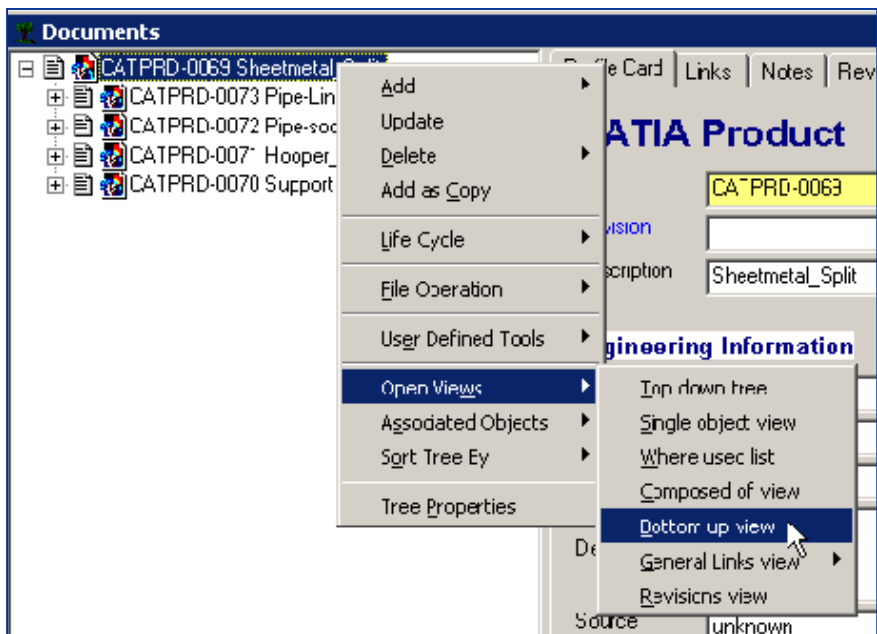 Documents
CATPRD-0069 Sheetmetal_Split
CATPRD-0073 Pipe-Lin
CATPRD-0072 Pipe-soc
CATPRD-0071 Hooper_
CATPRD-0070 Support
Add
Update
Delete
Add as Copy
Life Cycle
File Operation
User Defined Tools
Open Views
Associated Objects
Sort Tree By
Tree Properties
Top down tree
Single object view
Where used list
Composed of view
Bottom up view
General Links view
Revisions view
file Card
Links
Notes
Rev
ATIA Product
CATPRD-0069
vision
scription
Sheetmetal_Split
gineering Information
De
Source
unknown